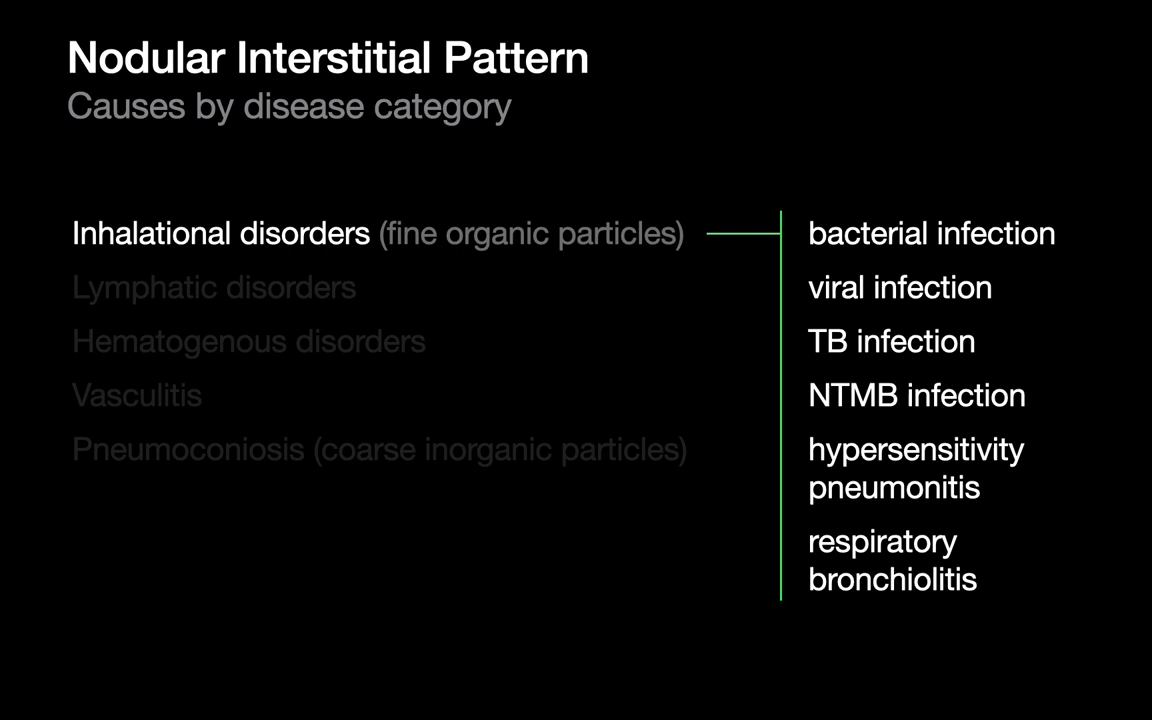 Nodular Interstitial Pattern
Causes by disease category
Inhalational disorders (fine organic particles)
Lymphatic disorders
Hematogenous disorders
Vasculitis
Pneumoconiosis (coarse inorganic particles)
bacterial infection
viral infection
TB infection
NTMB infection
hypersensitivity
pneumonitis
respiratory
bronchiolitis